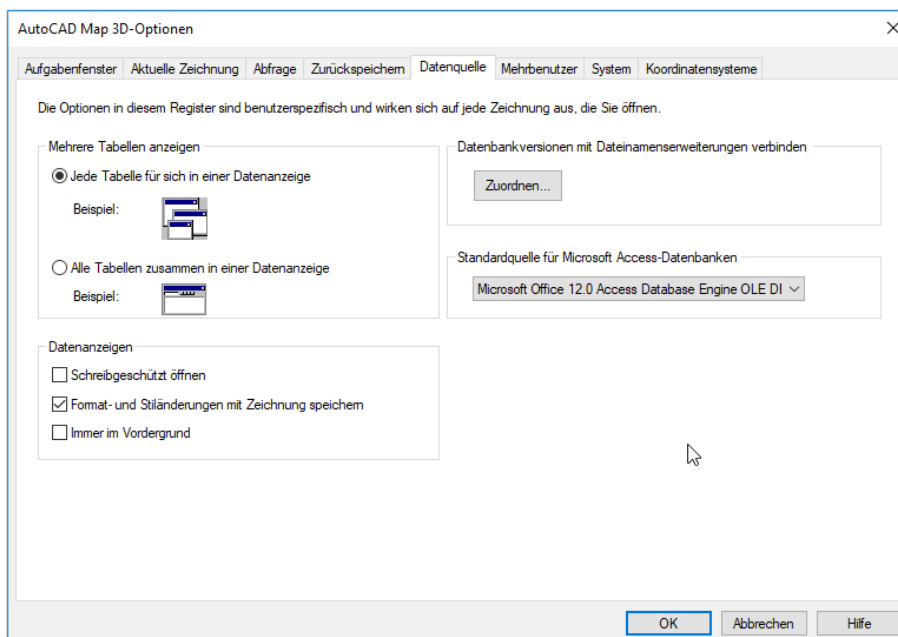 AutoCAD Map 3D-Optionen
Aufgabenfenster Aktuelle Zeichnung Abfrage Zurückspeichern Datenquelle Mehrbenutzer System Koordinatensysteme
Die Optionen in diesem Register sind benutzerspezifisch und wirken sich auf jede Zeichnung aus, die Sie öffnen.
Mehrere Tabellen anzeigen
Jede Tabelle für sich in einer Datenanzeige
Beispiel:
Alle Tabellen zusammen in einer Datenanzeige
Beispiel:
Datenbankversionen mit Dateinamenserweiterungen verbinden
Zuordnen...
Standardquelle für Microsoft Access-Datenbanken
Microsoft Office 12.0 Access Database Engine OLE DI
Datenanzeigen
Schreibgeschützt öffnen
Format- und Stiländerungen mit Zeichnung speichern
Immer im Vordergrund
OK Abbrechen Hilfe